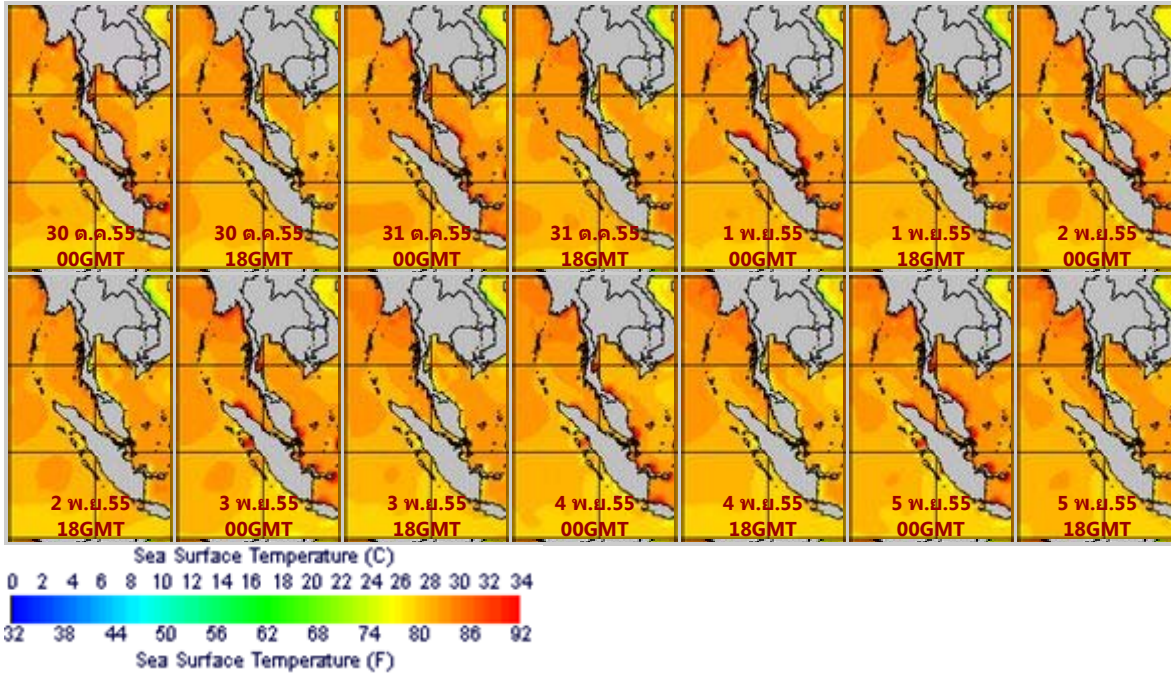 30 ต.ค.55
00GMT
30 ต.ค.55
18GMT
31 ต.ค.55
00GMT
31 ต.ค.55
18GMT
1 พ.ย.55
00GMT
1 พ.ย.55
18GMT
2 พ.ย.55
00GMT
2 พ.ย.55
18GMT
3 พ.ย.55
00GMT
3 พ.ย.55
18GMT
4 พ.ย.55
00GMT
4 พ.ย.55
18GMT
5 พ.ย.55
00GMT
5 พ.ย.55
18GMT
Sea Surface Temperature (C)
0 2 4 6 8 10 12 14 16 18 20 22 24 26 28 30 32 34
32 38 44 50 56 62 68 74 80 86 92
Sea Surface Temperature (F)